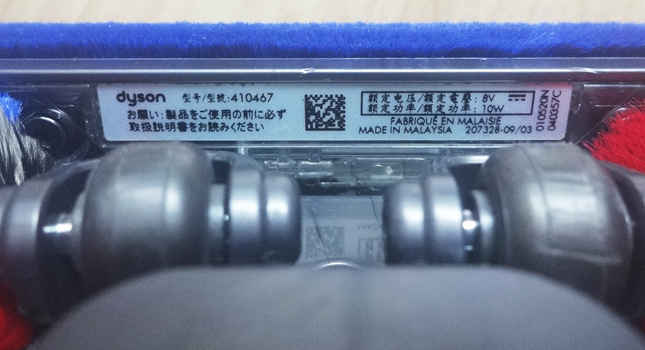 dyson 型号/型號:410467
お願い:製品をご使用の前に必ず
取扱説明書をお読みください
额定电压/額定電壓: 8V
额定功率/額定功率: 10W
FABRIQUÉ EN MALAISIE
MADE IN MALAYSIA 207328-09/03
010520N
040357C